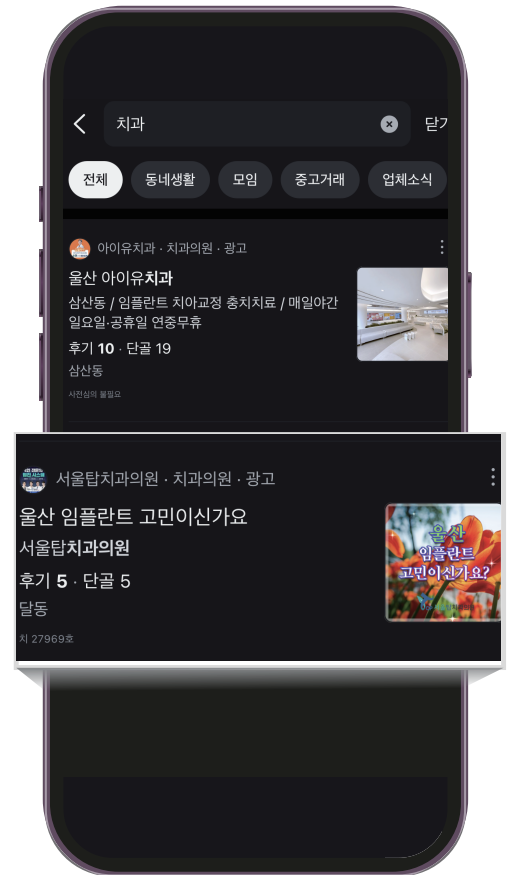 치과
닫기
전체
동네생활
모임
중고거래
업체소식
아이유치과 · 치과의원 · 광고
울산 아이유치과
삼산동 / 임플란트 치아교정 충치치료 / 매일야간
일요일·공휴일 연중무휴
후기 10 · 단골 19
삼산동
사전심의 불필요
서울탑치과의원 · 치과의원 · 광고
울산 임플란트 고민이신가요
서울탑치과의원
후기 5 · 단골 5
달동
치 27969호
울산
임플란트
고민이신가요?